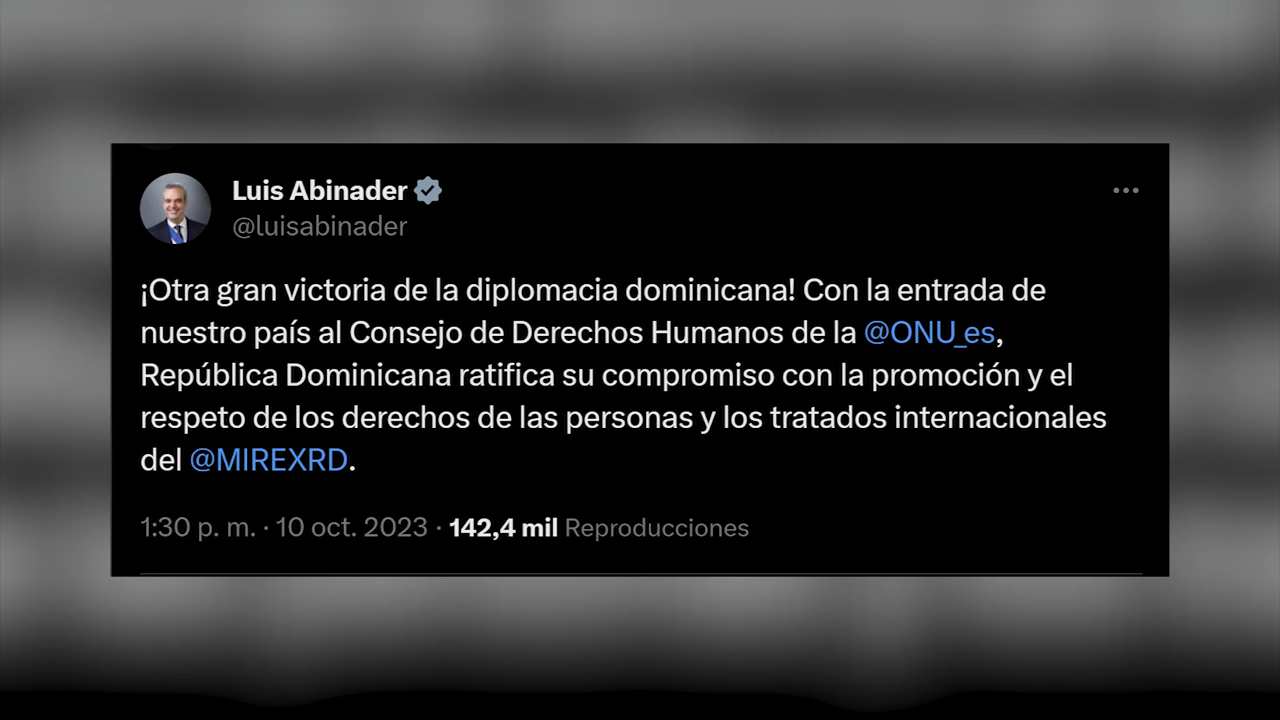 Luis Abinader
@luisabinader
¡Otra gran victoria de la diplomacia dominicana! Con la entrada de
nuestro país al Consejo de Derechos Humanos de la @ONU_es,
República Dominicana ratifica su compromiso con la promoción y el
respeto de los derechos de las personas y los tratados internacionales
del @MIREXRD.
1:30 p. m. · 10 oct. 2023 · 142,4 mil Reproducciones